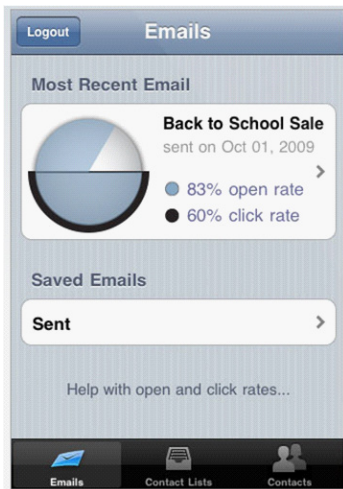 Logout
Emails
Most Recent Email
Back to School Sale
sent on Oct 01, 2009
83% open rate
60% click rate
Saved Emails
Sent
Help with open and click rates...
Emails
Contact Lists
Contacts